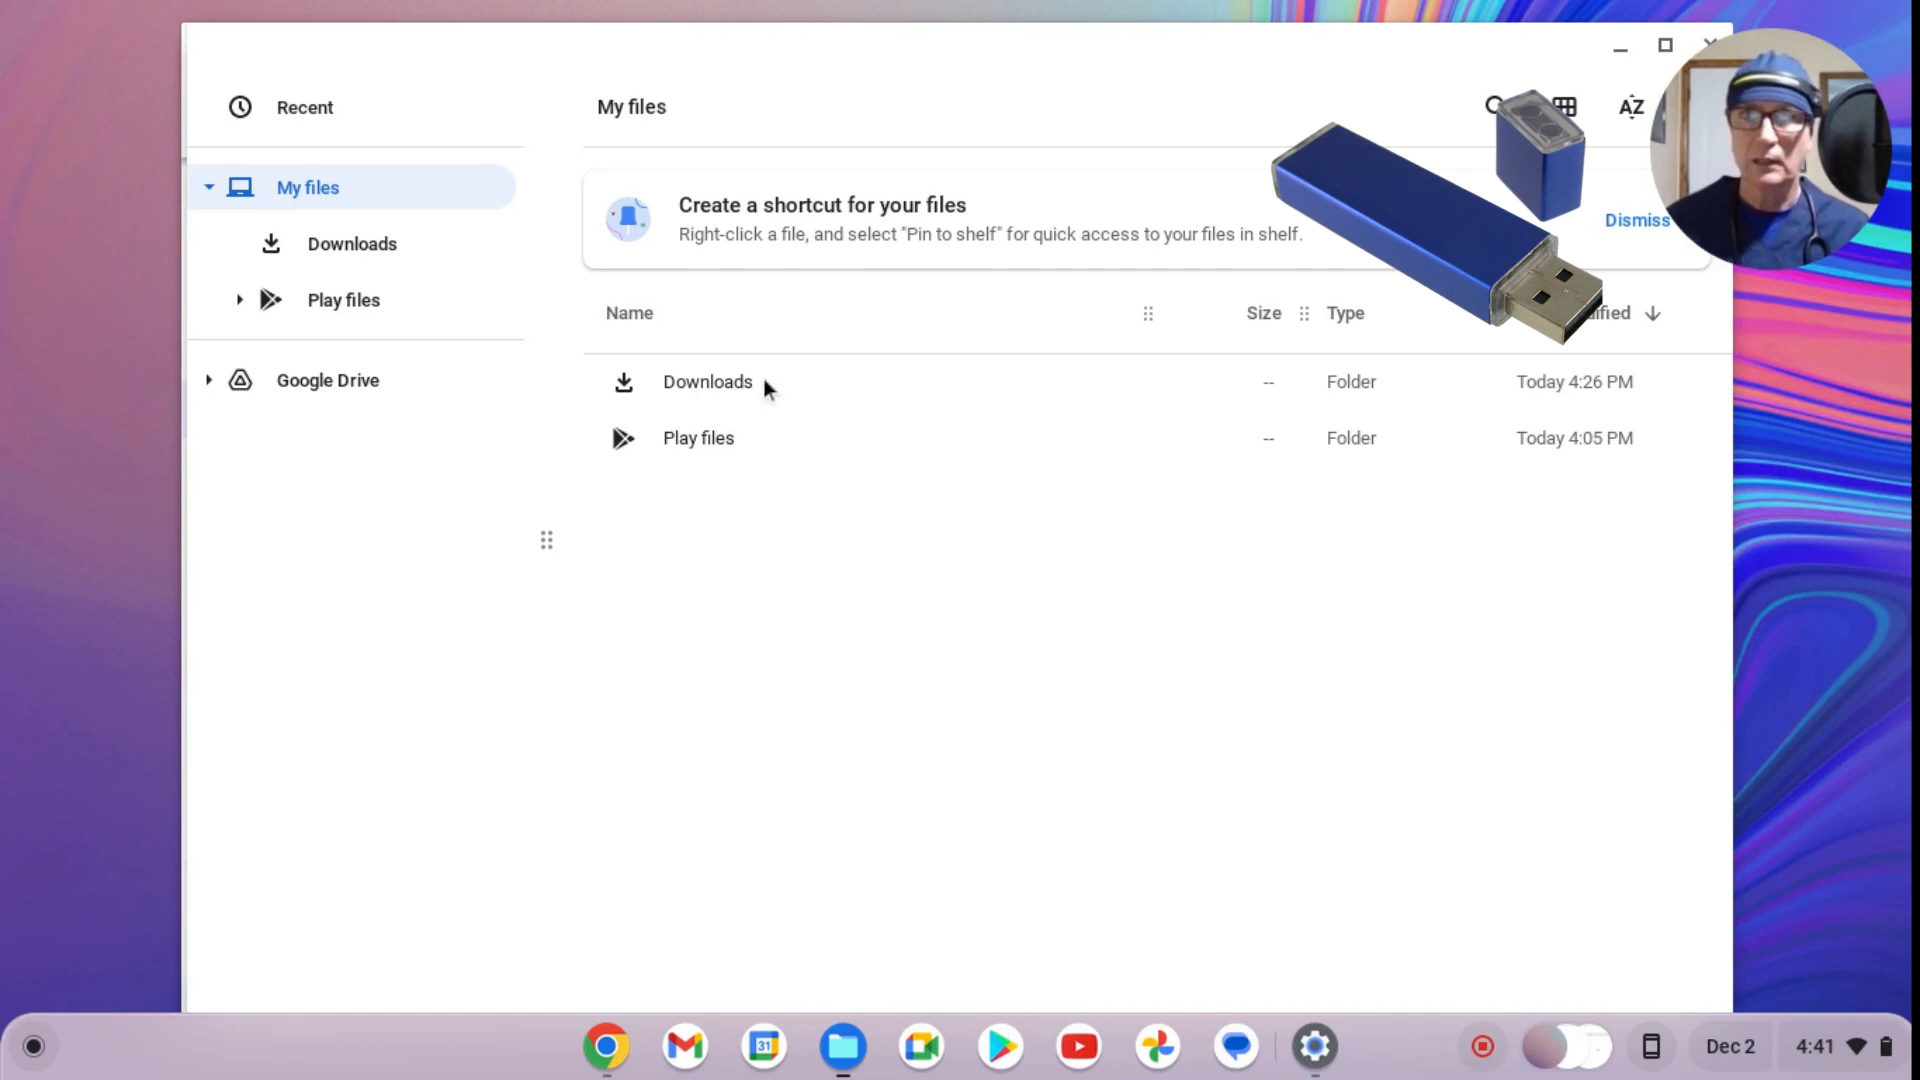 Recent
My files
Downloads
Play files
Google Drive
My files
AZ
Create a shortcut for your files
Right-click a file, and select "Pin to shelf" for quick access to your files in shelf.
Dismiss
Name
Size
Type
Downloads
--
Folder
Today 4:26 PM
Play files
--
Folder
Today 4:05 PM
31
Dec 2
4:41